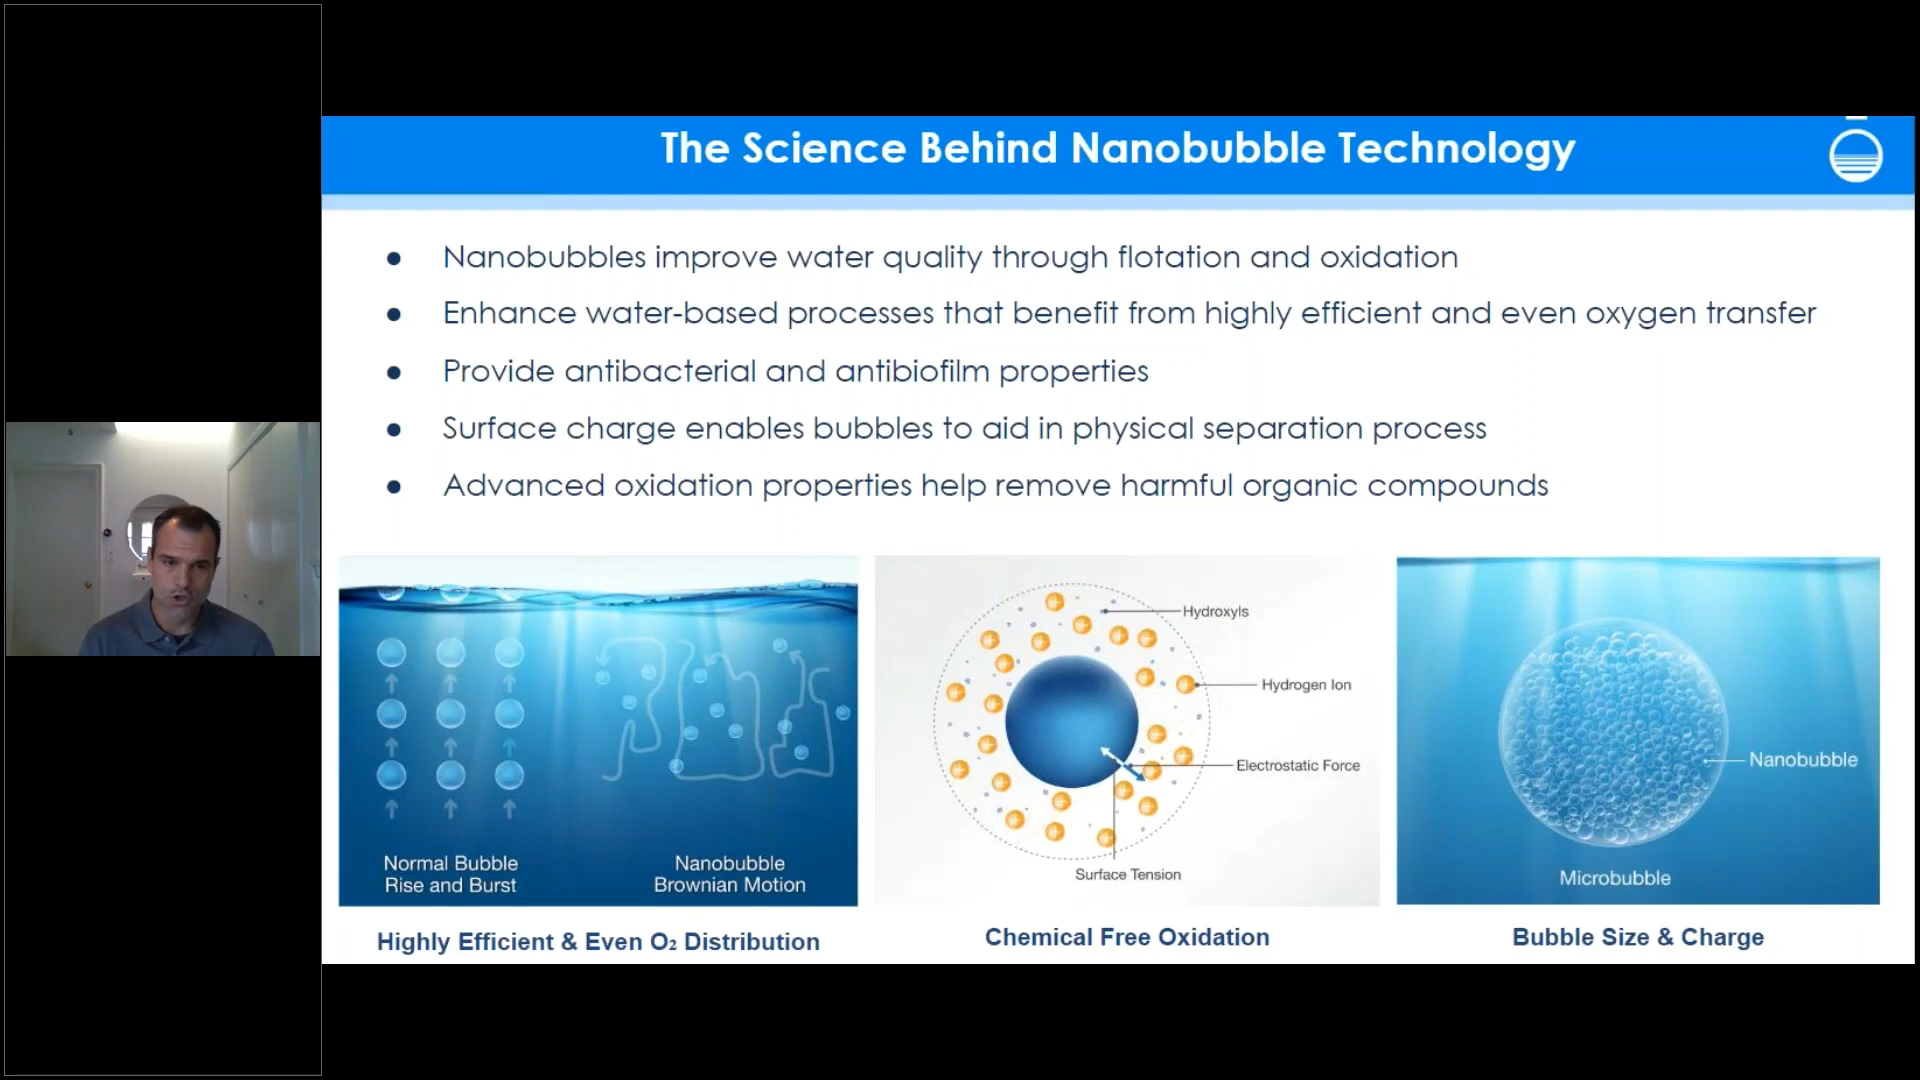 The Science Behind Nanobubble Technology
● Nanobubbles improve water quality through flotation and oxidation
● Enhance water-based processes that benefit from highly efficient and even oxygen transfer
● Provide antibacterial and antibiofilm properties
● Surface charge enables bubbles to aid in physical separation process
● Advanced oxidation properties help remove harmful organic compounds
Normal Bubble
Rise and Burst
Nanobubble
Brownian Motion
Highly Efficient & Even O₂ Distribution
Hydroxyls
Hydrogen Ion
Electrostatic Force
Surface Tension
Chemical Free Oxidation
Nanobubble
Microbubble
Bubble Size & Charge